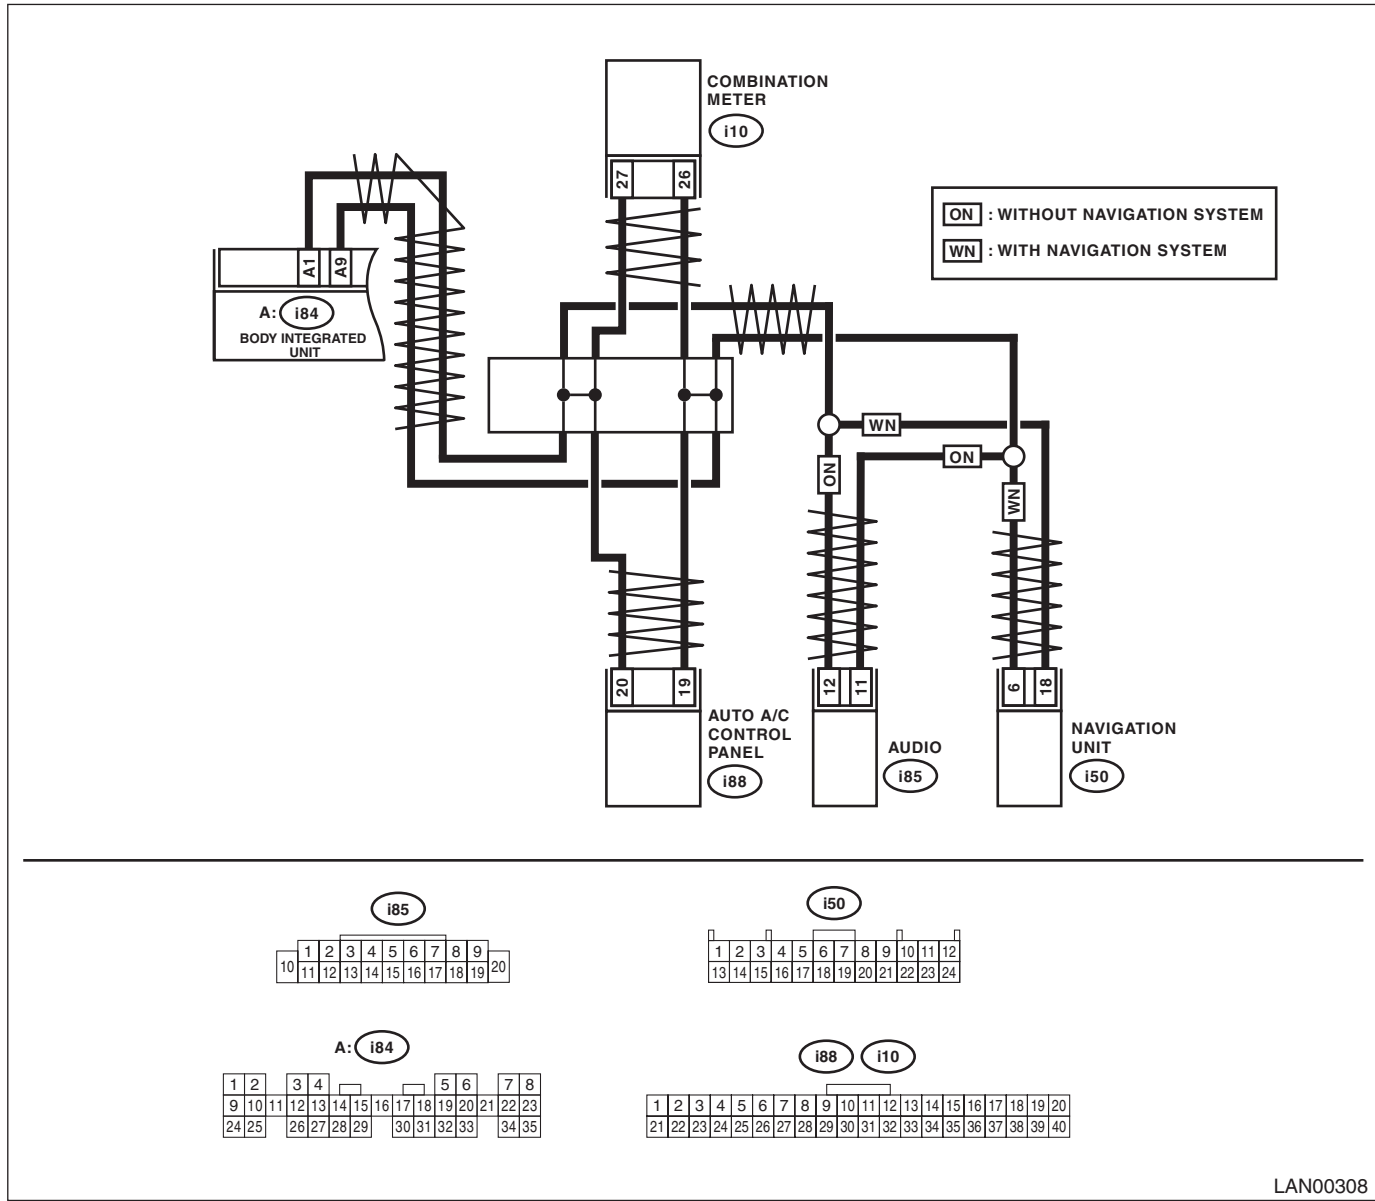 COMBINATION
METER
i10
27
26
ON : WITHOUT NAVIGATION SYSTEM
WN : WITH NAVIGATION SYSTEM
A1
A9
A: i84
BODY INTEGRATED
UNIT
WN
ON
ON
WN
20
19
12
11
6
18
AUTO A/C
CONTROL
PANEL
i88
AUDIO
i85
NAVIGATION
UNIT
i50
i85
1 2 3 4 5 6 7 8 9
10 11 12 13 14 15 16 17 18 19 20
i50
1 2 3 4 5 6 7 8 9 10 11 12
13 14 15 16 17 18 19 20 21 22 23 24
A: i84
1 2 3 4 5 6 7 8
9 10 11 12 13 14 15 16 17 18 19 20 21 22 23
24 25 26 27 28 29 30 31 32 33 34 35
i88 i10
1 2 3 4 5 6 7 8 9 10 11 12 13 14 15 16 17 18 19 20
21 22 23 24 25 26 27 28 29 30 31 32 33 34 35 36 37 38 39 40
LAN00308